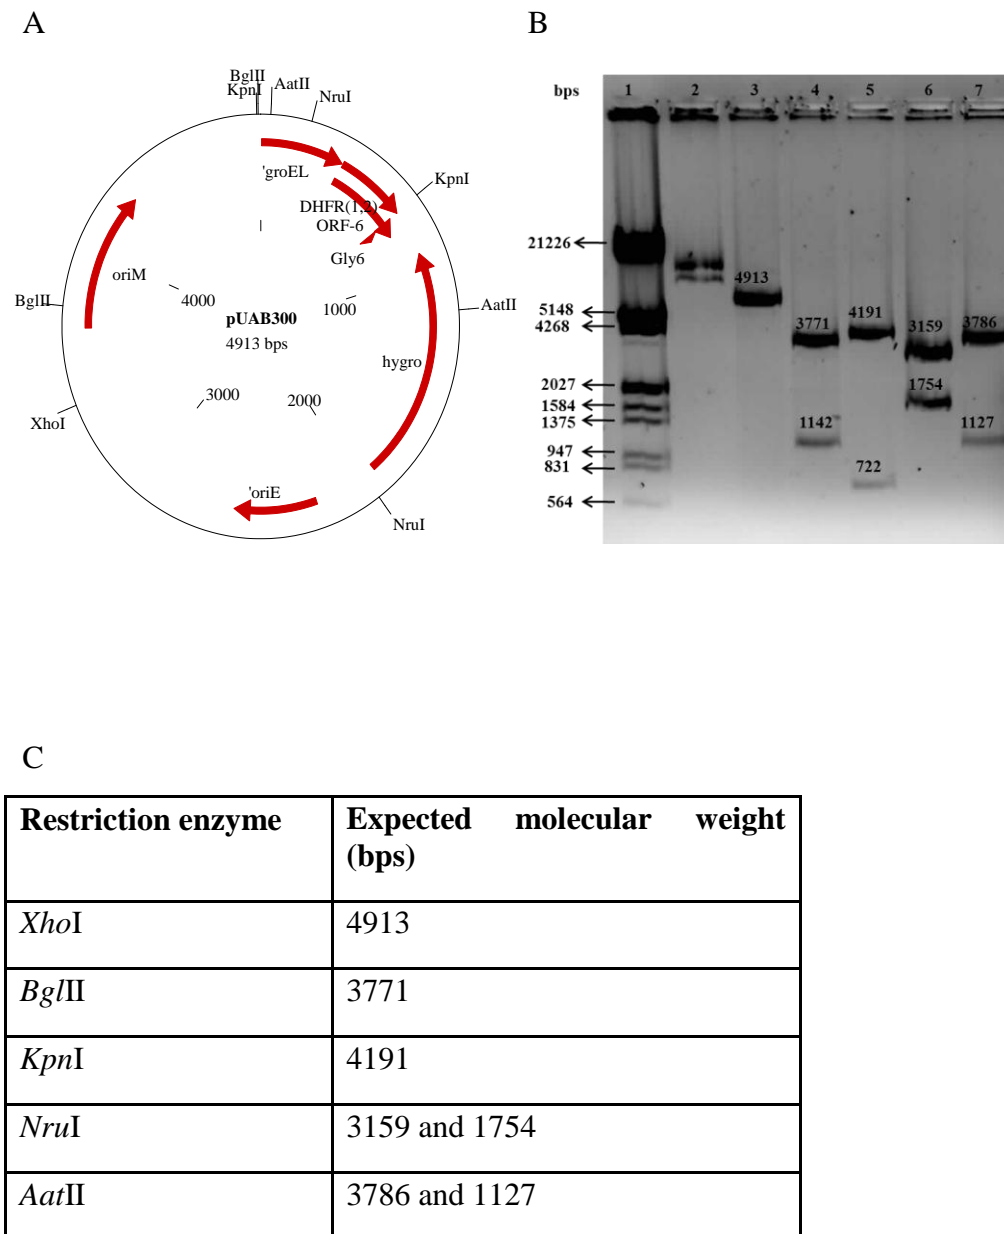 A
B
BglII
KpnI
AatII
NruI
KpnI
'groEL
DHFR(1,2)
ORF-6
Gly6
oriM
4000
BglII
pUAB300
4913 bps
1000
AatII
hygro
3000
2000
XhoI
'oriE
NruI
bps
1 2 3 4 5 6 7
21226
5148
4268
2027
1584
1375
947
831
564
4913
3771
1142
4191
722
3159
1754
3786
1127
C
Restriction enzyme
Expected molecular weight
(bps)
XhoI
4913
BglII
3771
KpnI
4191
NruI
3159 and 1754
AatII
3786 and 1127